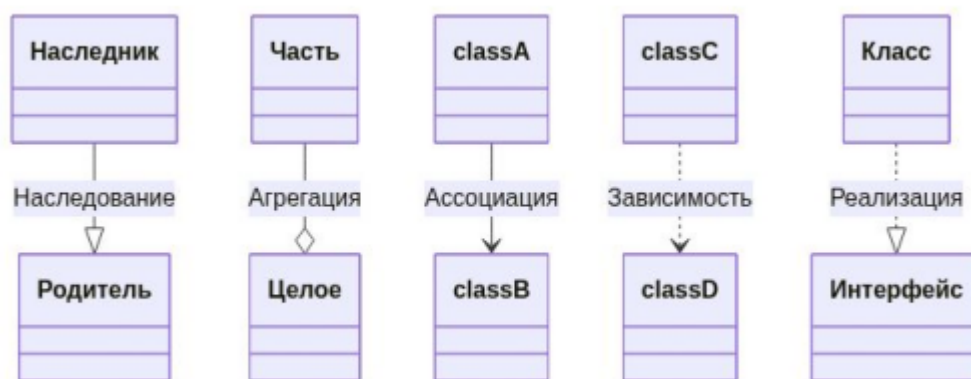 Наследник Часть classA classC Класс
Наследование Агрегация Ассоциация Зависимость Реализация
Родитель Целое classB classD Интерфейс